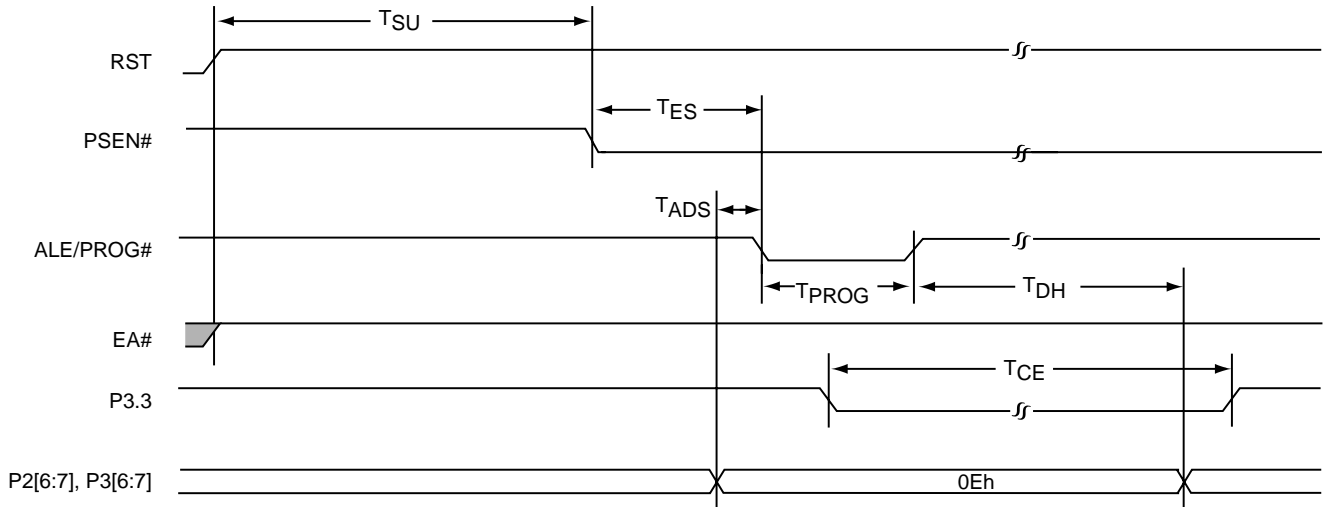 TSU
RST
TES
PSEN#
TADS
ALE/PROG#
TPROG
TDH
EA#
TCE
P3.3
P2[6:7], P3[6:7]
0Eh